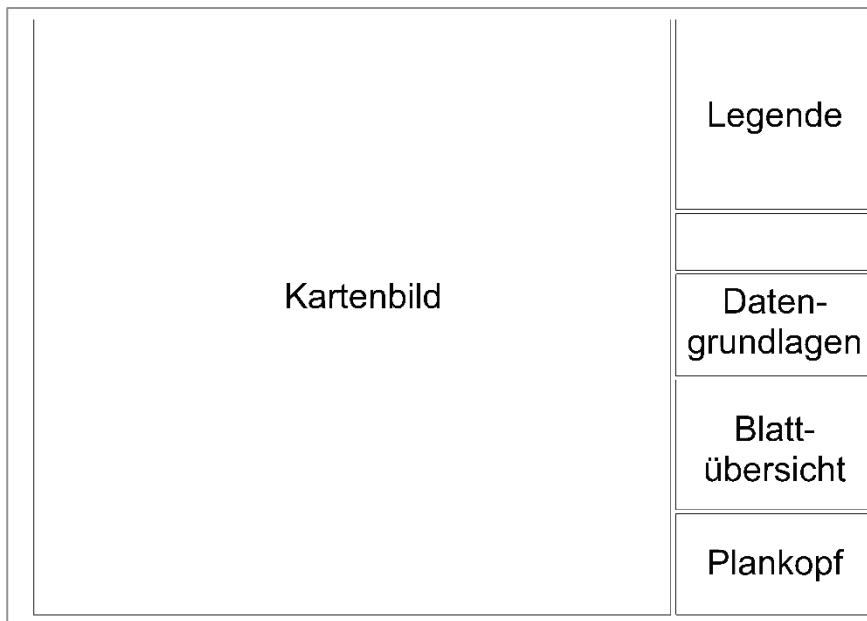 Kartenbild
Legende
Daten-
grundlagen
Blatt-
übersicht
Plankopf